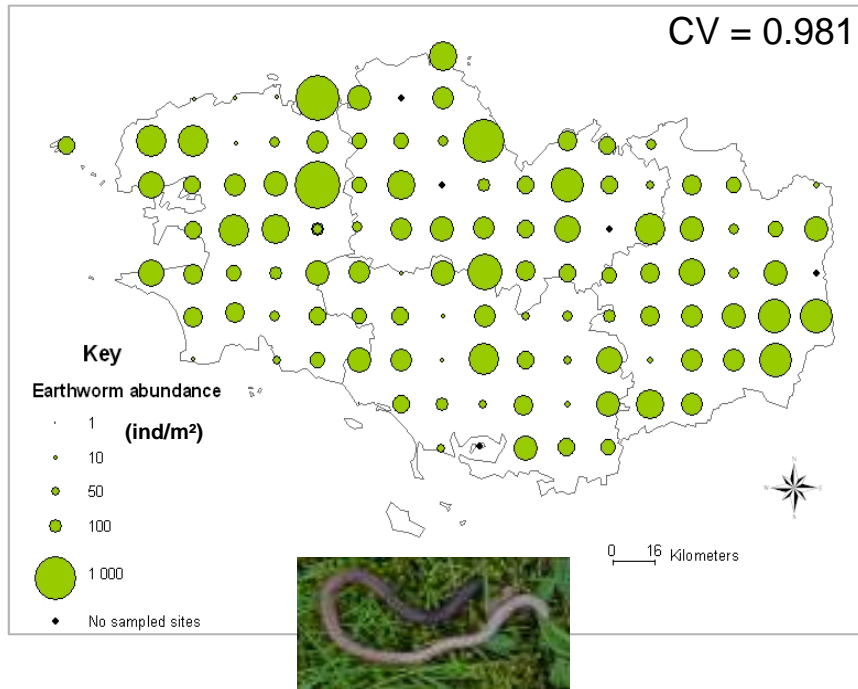 CV = 0.981
Key
Earthworm abundance
(ind/m²)
1
10
50
100
1 000
No sampled sites
N
W
E
S
0 16 Kilometers